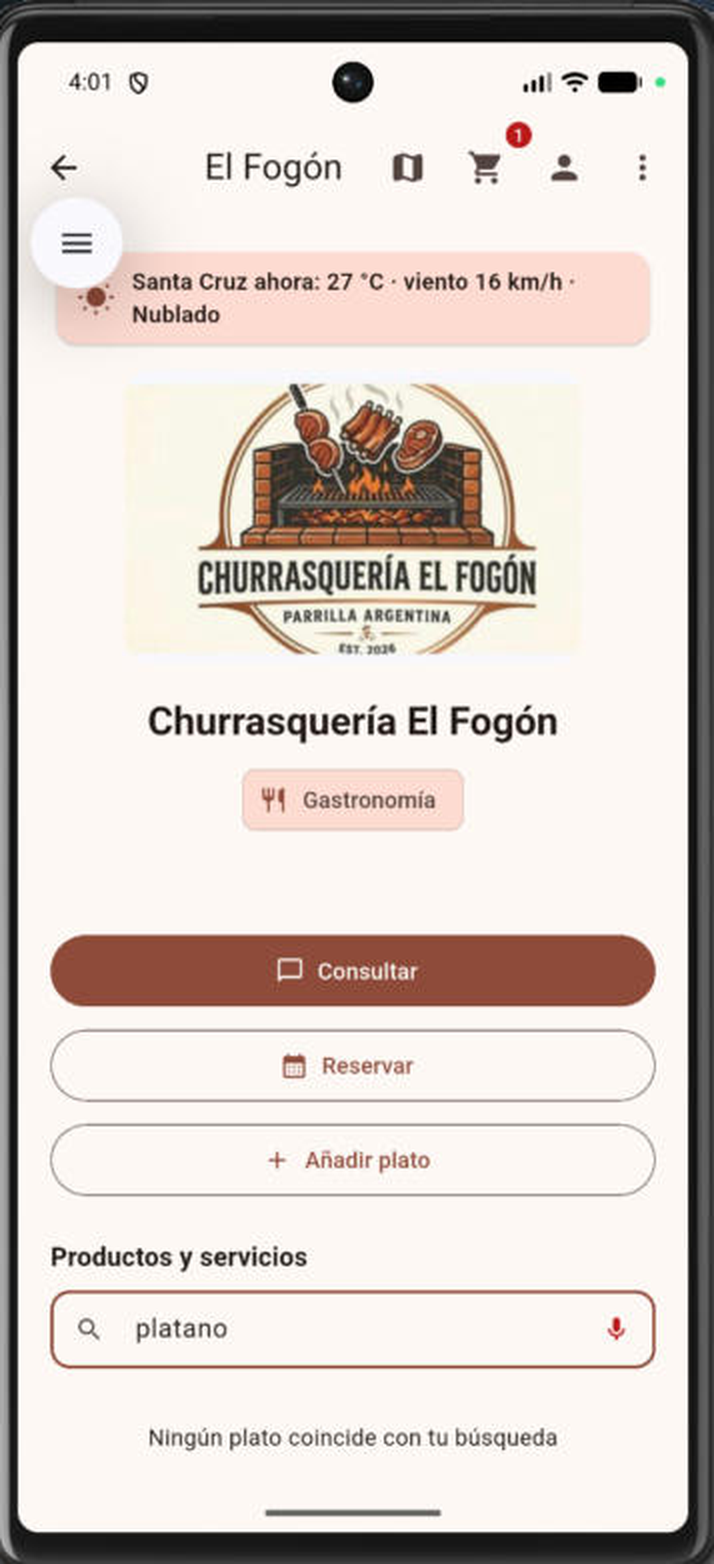 4:01
1
El Fogón
Santa Cruz ahora: 27 °C · viento 16 km/h ·
Nublado
CHURRASQUERÍA EL FOGÓN
PARRILLA ARGENTINA
EST. 2026
Churrasquería El Fogón
Gastronomía
Consultar
Reservar
+ Añadir plato
Productos y servicios
platano
Ningún plato coincide con tu búsqueda